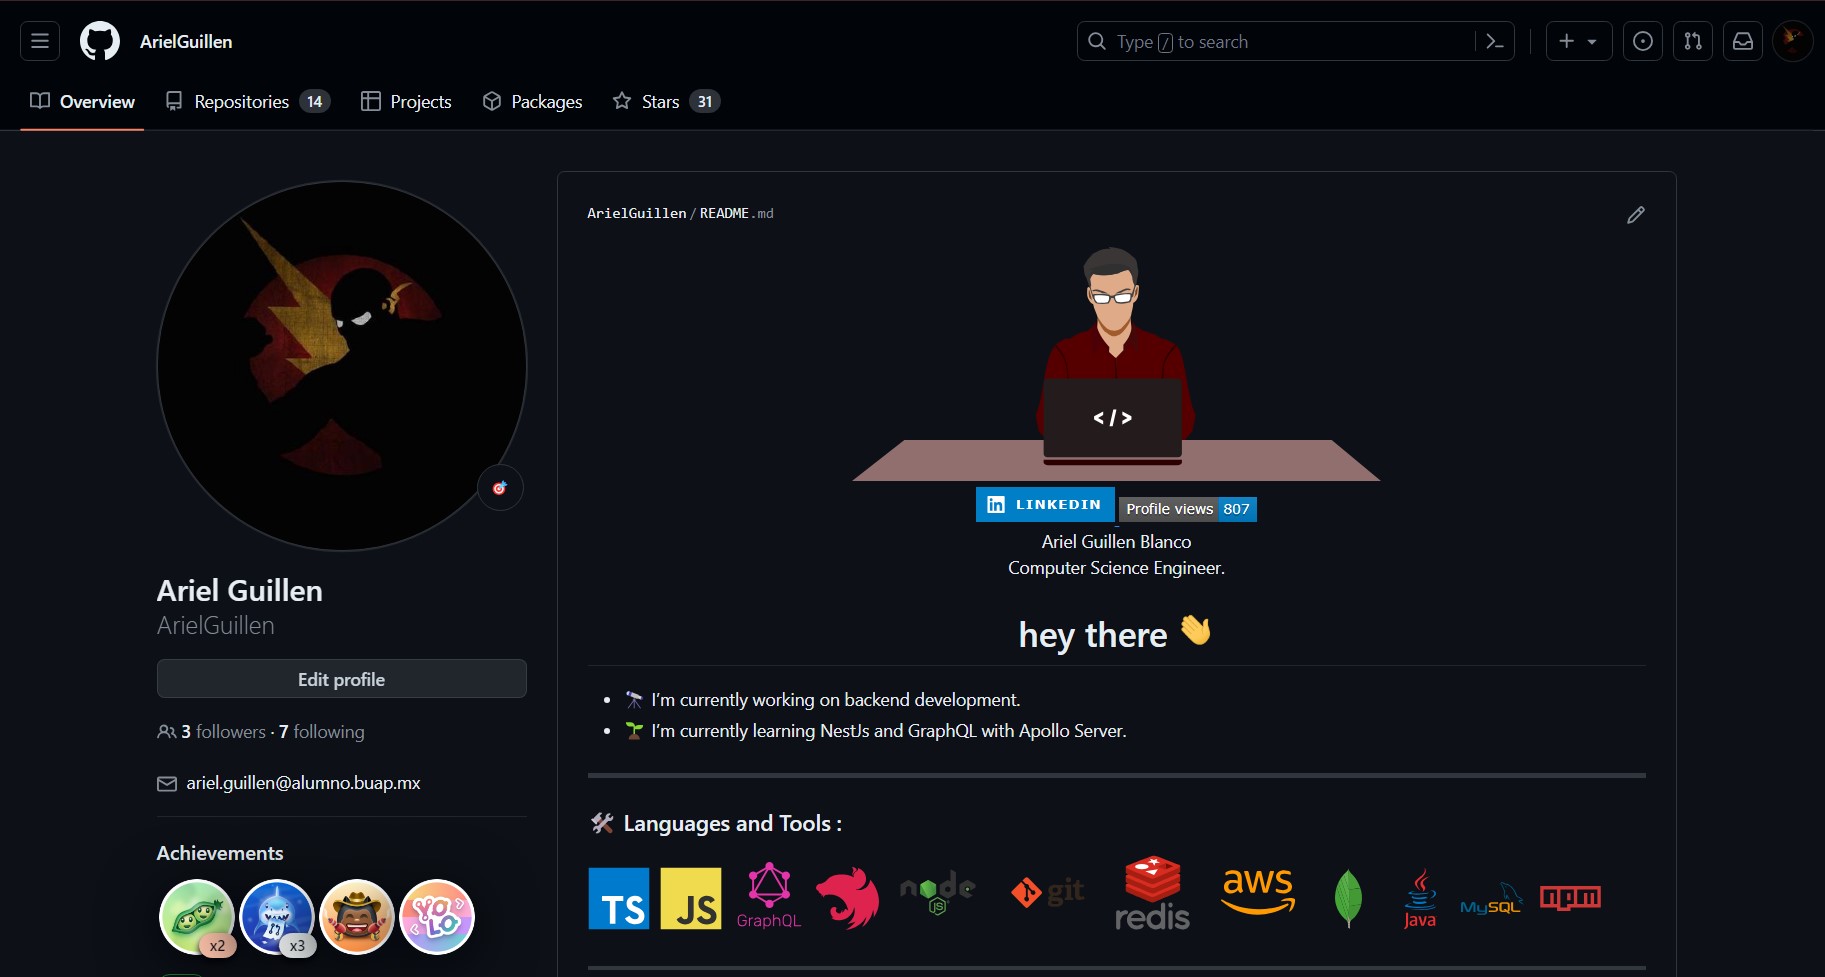 ArielGuillen
Type / to search
Overview
Repositories 14
Projects
Packages
Stars 31
ArielGuillen / README.md
</>
LINKEDIN
Profile views 807
Ariel Guillen Blanco
Computer Science Engineer.
hey there 👋
🔭 I’m currently working on backend development.
🌱 I’m currently learning NestJs and GraphQL with Apollo Server.
🛠️ Languages and Tools :
TS
JS
GraphQL
node
JS
git
redis
aws
Java
MySQL
npm
Ariel Guillen
ArielGuillen
Edit profile
3 followers · 7 following
ariel.guillen@alumno.buap.mx
Achievements
x2
x3
YOLO